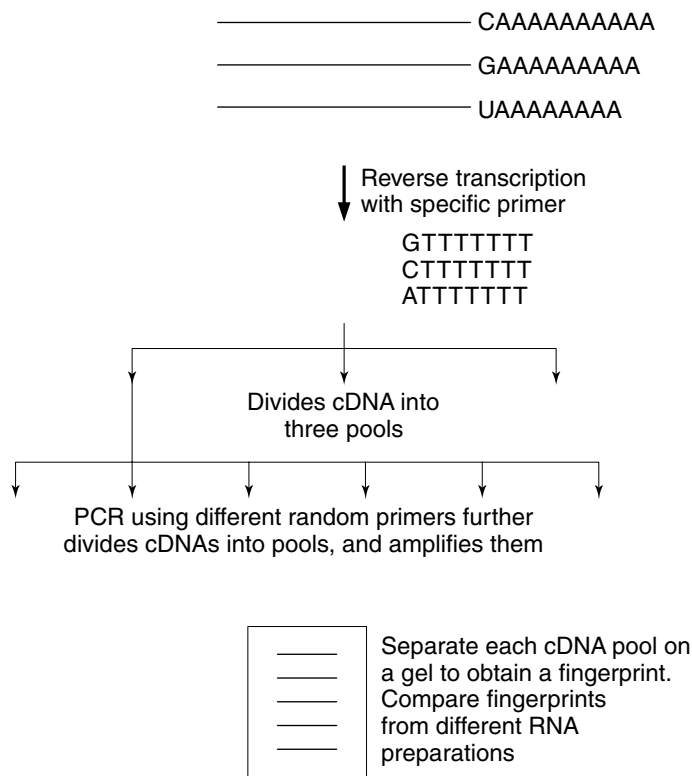 CAAAAAAAAAA
GAAAAAAAAA
UAAAAAAAA
Reverse transcription
with specific primer
GTTTTTTT
CTTTTTTT
ATTTTTTT
Divides cDNA into
three pools
PCR using different random primers further
divides cDNAs into pools, and amplifies them
Separate each cDNA pool on
a gel to obtain a fingerprint.
Compare fingerprints
from different RNA
preparations